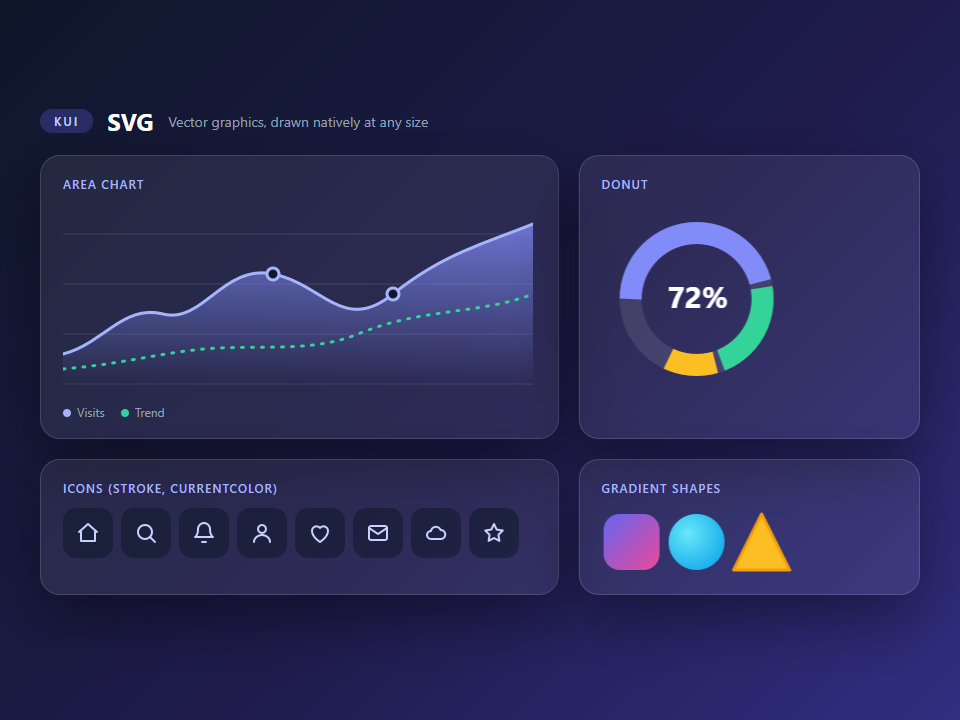 KUI SVG Vector graphics, drawn natively at any size
AREA CHART
Visits Trend
DONUT
72%
ICONS (STROKE, CURRENTCOLOR)
GRADIENT SHAPES